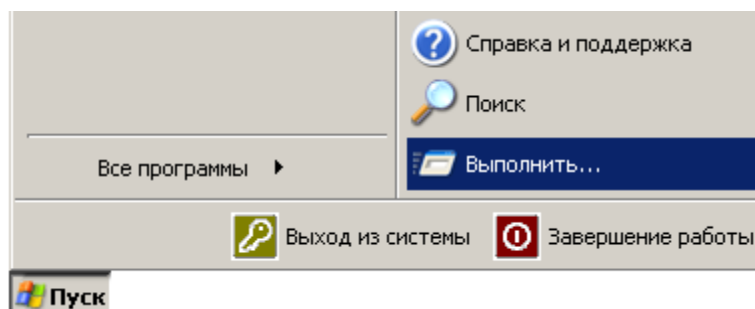 Справка и поддержка
Поиск
Все программы
Выполнить...
Выход из системы
Завершение работы
Пуск